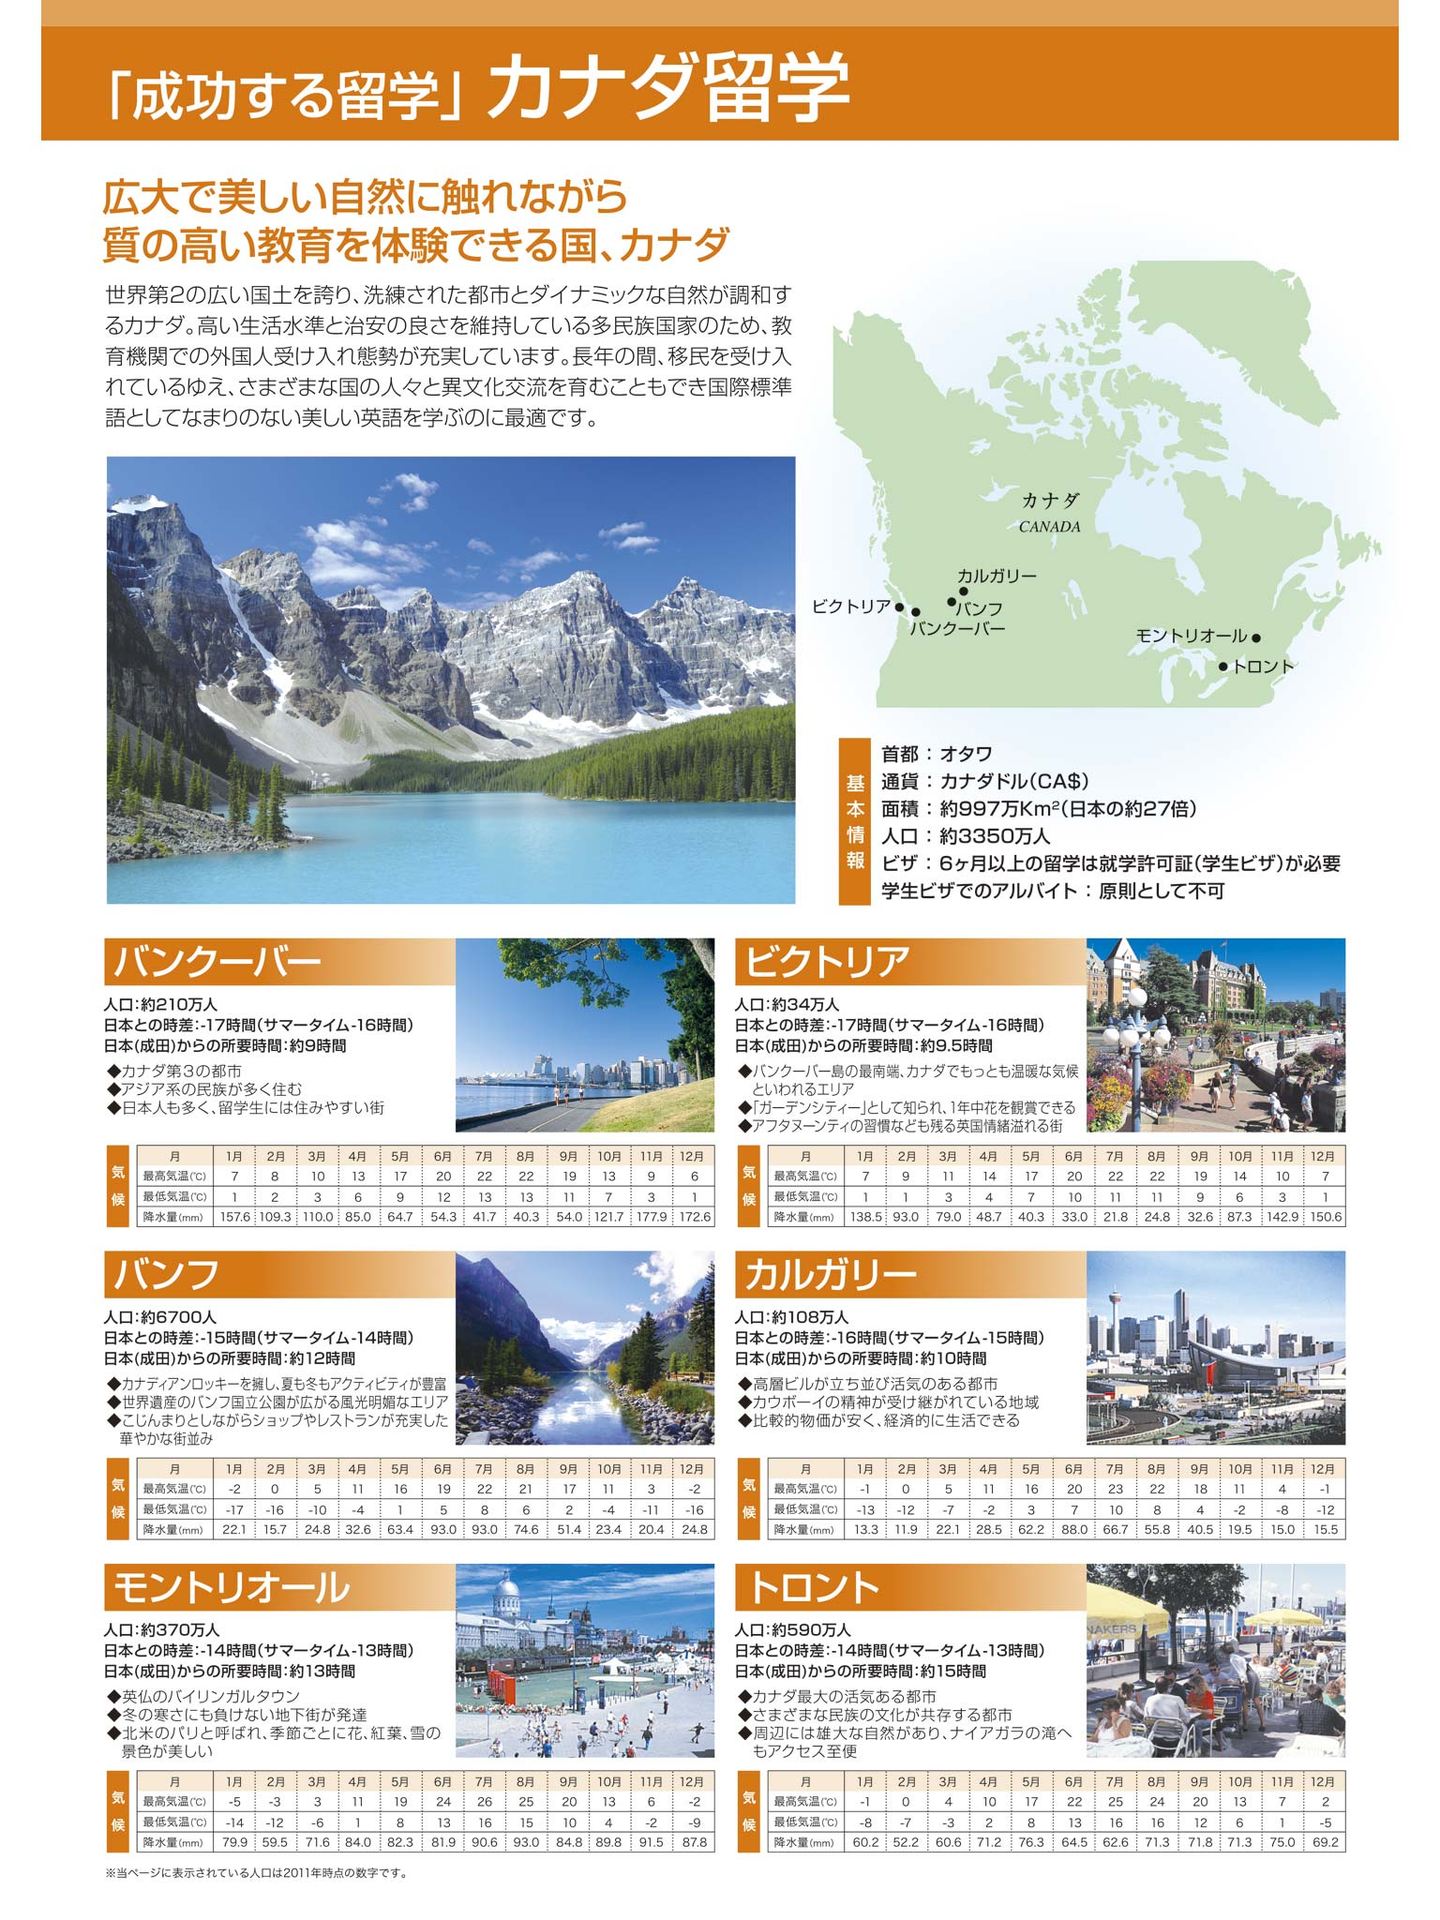 「成功する留学」カナダ留学
広大で美しい自然に触れながら
質の高い教育を体験できる国、カナダ
世界第2の広い国土を誇り、洗練された都市とダイナミックな自然が調和す
るカナダ。高い生活水準と治安の良さを維持している多民族国家のため、教
育機関での外国人受け入れ態勢が充実しています。長年の間、移民を受け入
れているゆえ、さまざまな国の人々と異文化交流を育むこともでき国際標準
語としてなまりのない美しい英語を学ぶのに最適です。
カナダ
CANADA
カルガリー
ビクトリア
バンフ
バンクーバー
モントリオール
トロント
基本情報
首都：オタワ
通貨：カナダドル(CA$)
面積：約997万Km²(日本の約27倍)
人口：約3350万人
ビザ：6ヶ月以上の留学は就学許可証(学生ビザ)が必要
学生ビザでのアルバイト：原則として不可
バンクーバー
人口:約210万人
日本との時差:-17時間(サマータイム-16時間)
日本(成田)からの所要時間:約9時間
◆カナダ第3の都市
◆アジア系の民族が多く住む
◆日本人も多く、留学生には住みやすい街
気候
月 1月 2月 3月 4月 5月 6月 7月 8月 9月 10月 11月 12月
最高気温(℃) 7 8 10 13 17 20 22 22 19 13 9 6
最低気温(℃) 1 2 3 6 9 12 13 13 11 7 3 1
降水量(mm) 157.6 109.3 110.0 85.0 64.7 54.3 41.7 40.3 54.0 121.7 177.9 172.6
ビクトリア
人口:約34万人
日本との時差:-17時間(サマータイム-16時間)
日本(成田)からの所要時間:約9.5時間
◆バンクーバー島の最南端、カナダでもっとも温暖な気候
といわれるエリア
◆「ガーデンシティー」として知られ、1年中花を観賞できる
◆アフタヌーンティの習慣なども残る英国情緒溢れる街
気候
月 1月 2月 3月 4月 5月 6月 7月 8月 9月 10月 11月 12月
最高気温(℃) 7 9 11 14 17 20 22 22 19 14 10 7
最低気温(℃) 1 1 3 4 7 10 11 11 9 6 3 1
降水量(mm) 138.5 93.0 79.0 48.7 40.3 33.0 21.8 24.8 32.6 87.3 142.9 150.6
バンフ
人口:約6700人
日本との時差:-15時間(サマータイム-14時間)
日本(成田)からの所要時間:約12時間
◆カナディアンロッキーを擁し、夏も冬もアクティビティが豊富
◆世界遺産のバンフ国立公園が広がる風光明媚なエリア
◆こじんまりとしながらショップやレストランが充実した
華やかな街並み
気候
月 1月 2月 3月 4月 5月 6月 7月 8月 9月 10月 11月 12月
最高気温(℃) -2 0 5 11 16 19 22 21 17 11 3 -2
最低気温(℃) -17 -16 -10 -4 1 5 8 6 2 -4 -11 -16
降水量(mm) 22.1 15.7 24.8 32.6 63.4 93.0 93.0 74.6 51.4 23.4 20.4 24.8
カルガリー
人口:約108万人
日本との時差:-16時間(サマータイム-15時間)
日本(成田)からの所要時間:約10時間
◆高層ビルが立ち並び活気のある都市
◆カウボーイの精神が受け継がれている地域
◆比較的物価が安く、経済的に生活できる
気候
月 1月 2月 3月 4月 5月 6月 7月 8月 9月 10月 11月 12月
最高気温(℃) -1 0 5 11 16 20 23 22 18 11 4 -1
最低気温(℃) -13 -12 -7 -2 3 7 10 8 4 -2 -8 -12
降水量(mm) 13.3 11.9 22.1 28.5 62.2 88.0 66.7 55.8 40.5 19.5 15.0 15.5
モントリオール
人口:約370万人
日本との時差:-14時間(サマータイム-13時間)
日本(成田)からの所要時間:約13時間
◆英仏のバイリンガルタウン
◆冬の寒さにも負けない地下街が発達
◆北米のパリと呼ばれ、季節ごとに花、紅葉、雪の
景色が美しい
気候
月 1月 2月 3月 4月 5月 6月 7月 8月 9月 10月 11月 12月
最高気温(℃) -5 -3 3 11 19 24 26 25 20 13 6 -2
最低気温(℃) -14 -12 -6 1 8 13 16 15 10 4 -2 -9
降水量(mm) 79.9 59.5 71.6 84.0 82.3 81.9 90.6 93.0 84.8 89.8 91.5 87.8
トロント
人口:約590万人
日本との時差:-14時間(サマータイム-13時間)
日本(成田)からの所要時間:約15時間
◆カナダ最大の活気ある都市
◆さまざまな民族の文化が共存する都市
◆周辺には雄大な自然があり、ナイアガラの滝へ
もアクセス至便
NAKERS
気候
月 1月 2月 3月 4月 5月 6月 7月 8月 9月 10月 11月 12月
最高気温(℃) -1 0 4 10 17 22 25 24 20 13 7 2
最低気温(℃) -8 -7 -3 2 8 13 16 16 12 6 1 -5
降水量(mm) 60.2 52.2 60.6 71.2 76.3 64.5 62.6 71.3 71.8 71.3 75.0 69.2
※当ページに表示されている人口は2011年時点の数字です。